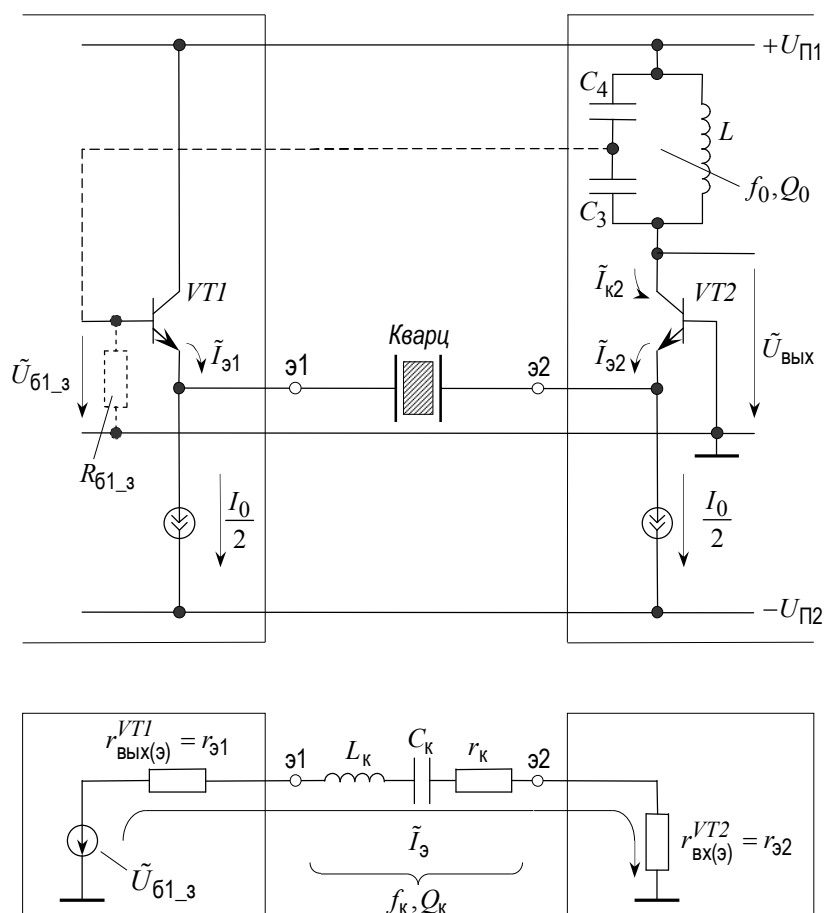 +U_П1
C_4
L
f_0, Q_0
C_3
Ĩ_к2
VT1
VT2
Кварц
Ũ_вых
Ĩ_э1
э1
э2
Ĩ_э2
Ũ_б1_з
R_б1_з
I_0/2
I_0/2
−U_П2
r_вых(э)^VT1 = r_э1
э1
L_к
C_к
r_к
э2
Ĩ_э
r_вх(э)^VT2 = r_э2
Ũ_б1_з
f_к, Q_к